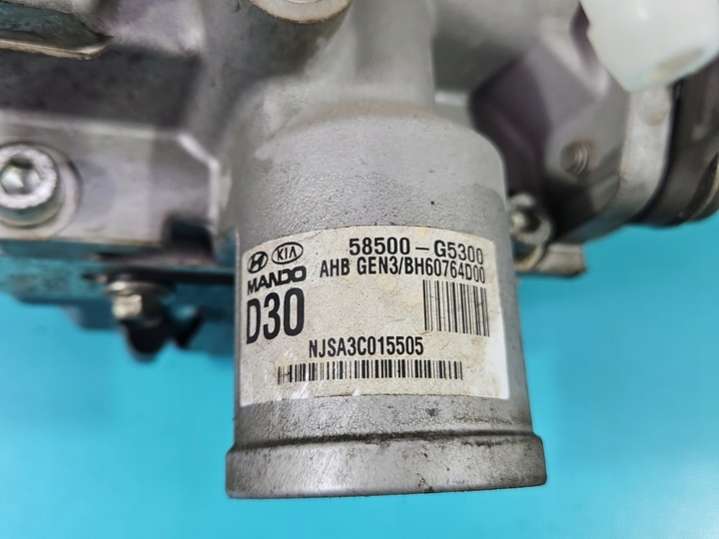 KIA 58500-G5300
MANDO AHB GEN3/BH60764D00
D30
NJSA3C015505